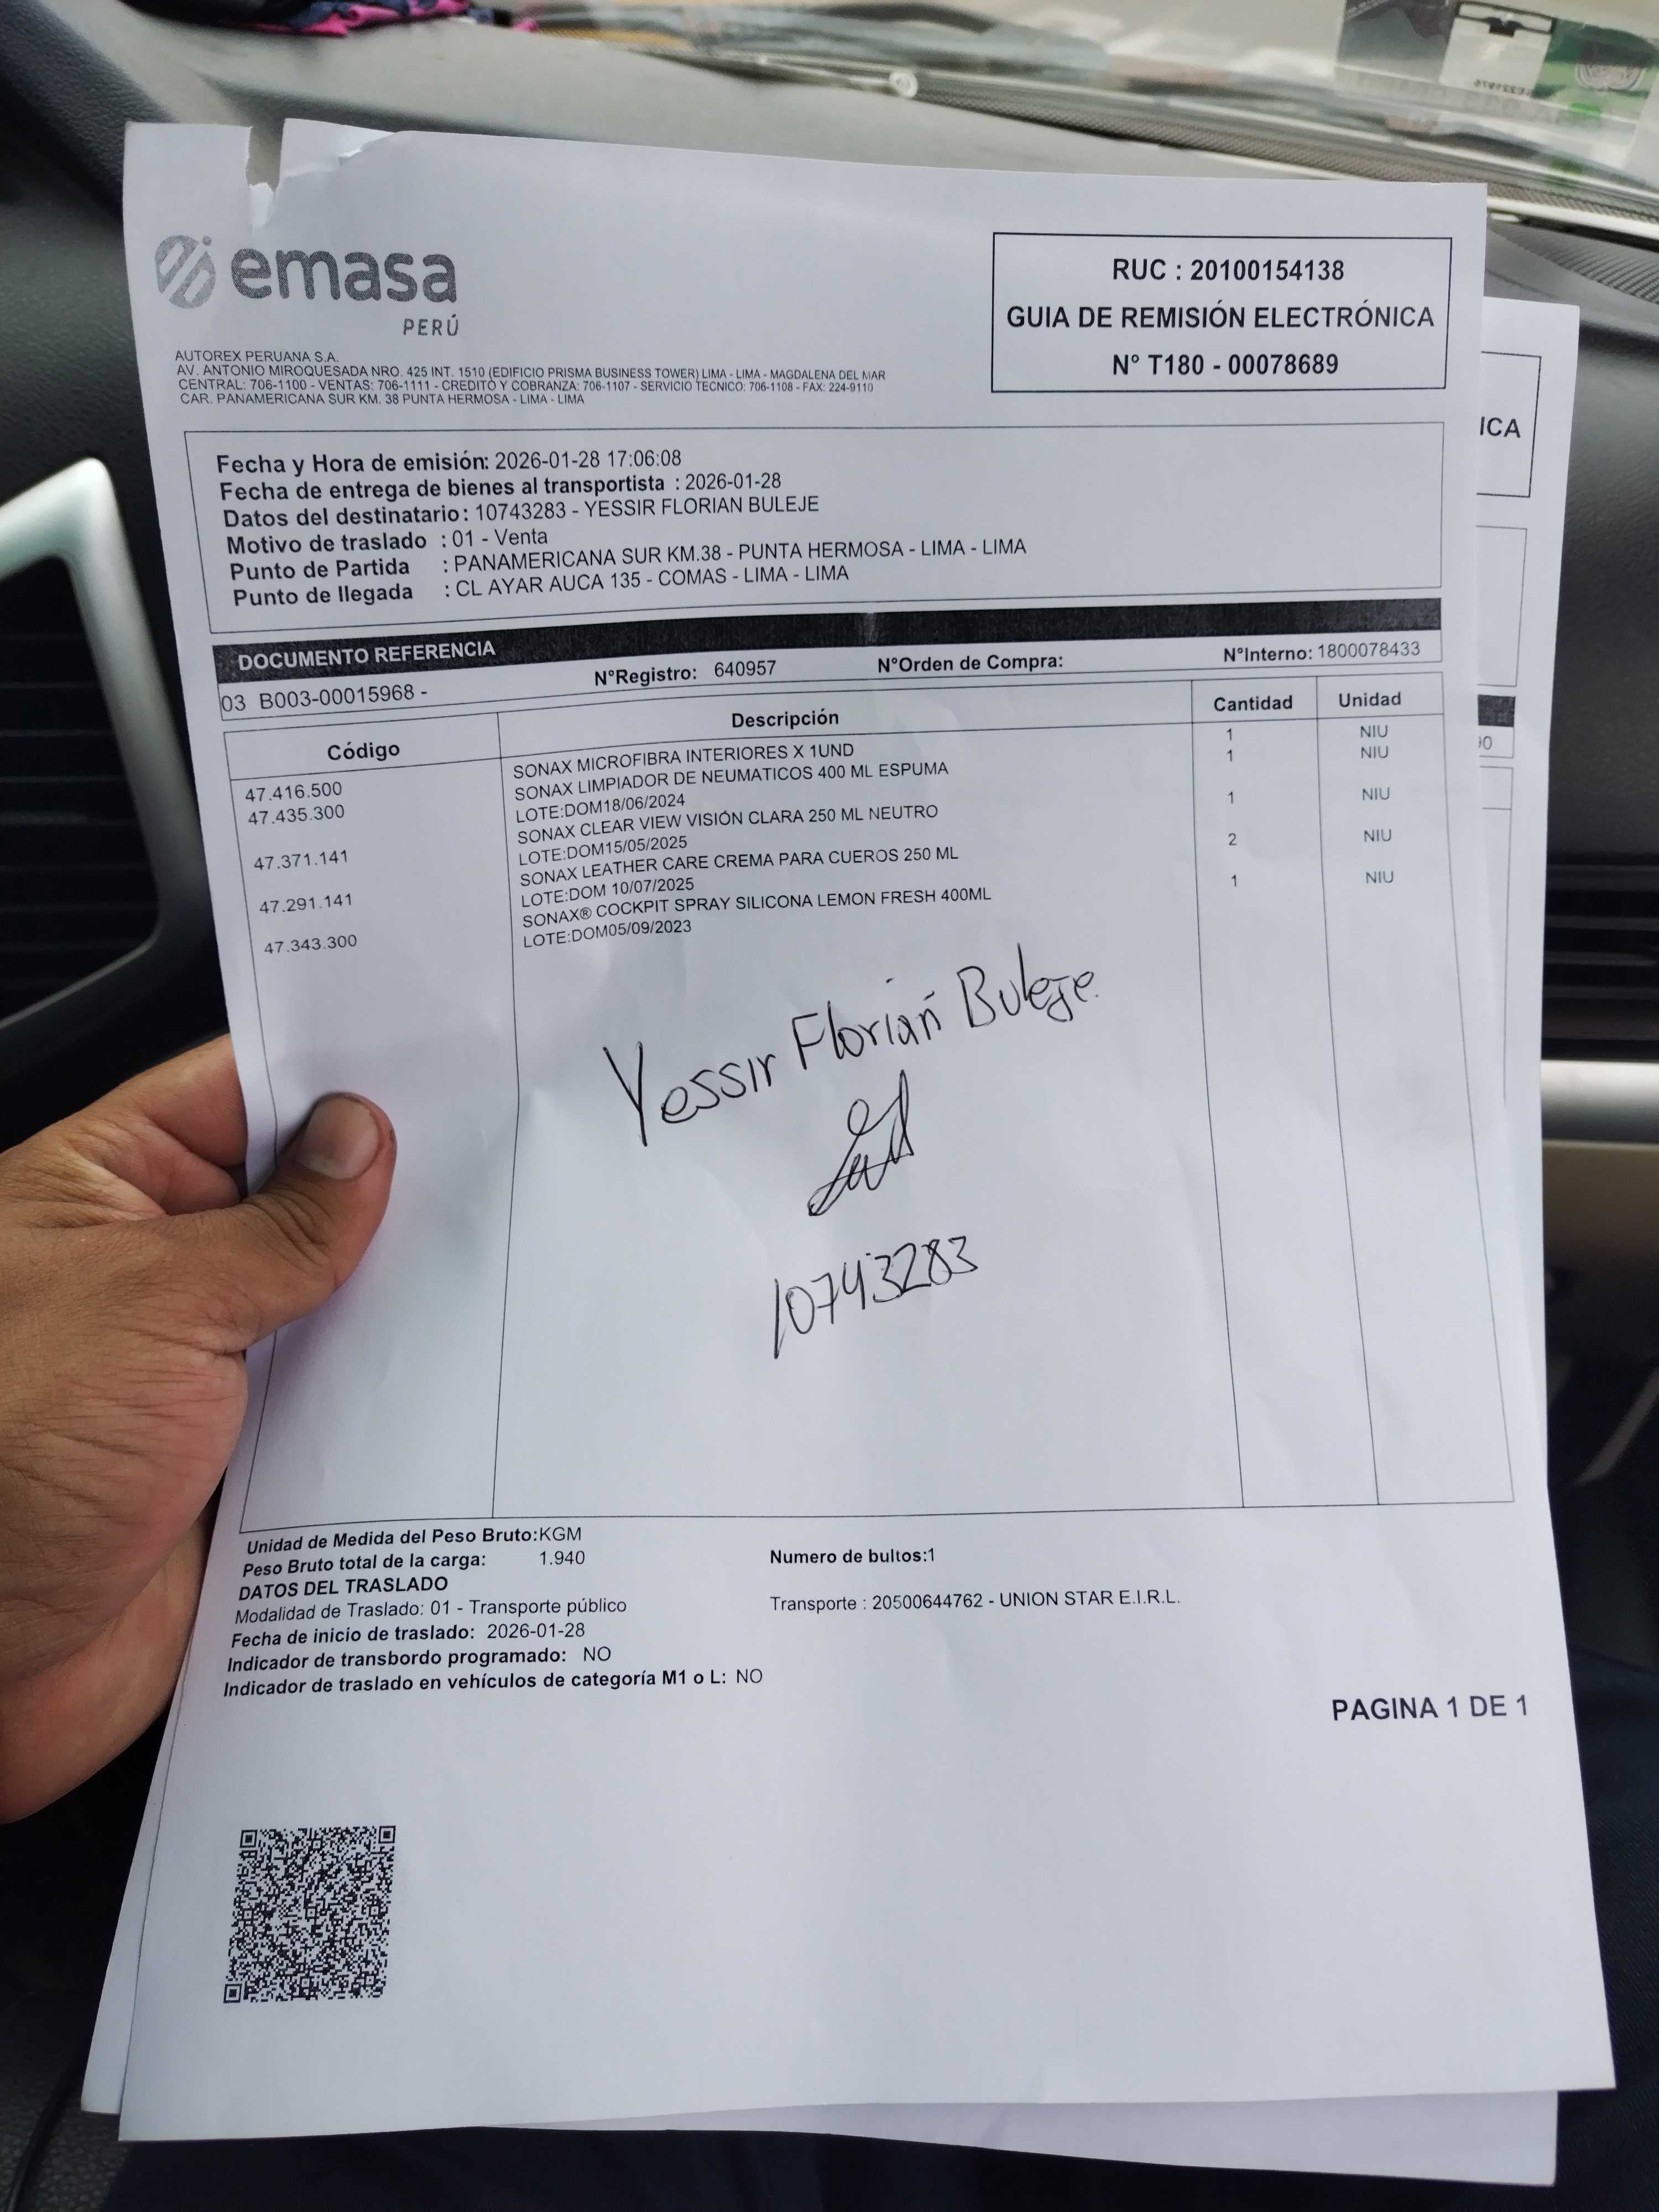 emasa
PERÚ
AUTOREX PERUANA S.A.
AV. ANTONIO MIROQUESADA NRO. 425 INT. 1510 (EDIFICIO PRISMA BUSINESS TOWER) LIMA - LIMA - MAGDALENA DEL MAR
CENTRAL: 706-1100 - VENTAS: 706-1111 - CREDITO Y COBRANZA: 706-1107 - SERVICIO TECNICO: 706-1108 - FAX: 224-9110
CAR. PANAMERICANA SUR KM. 38 PUNTA HERMOSA - LIMA - LIMA
RUC : 20100154138
GUIA DE REMISIÓN ELECTRÓNICA
N° T180 - 00078689
ICA
Fecha y Hora de emisión: 2026-01-28 17:06:08
Fecha de entrega de bienes al transportista : 2026-01-28
Datos del destinatario: 10743283 - YESSIR FLORIAN BULEJE
Motivo de traslado : 01 - Venta
Punto de Partida : PANAMERICANA SUR KM.38 - PUNTA HERMOSA - LIMA - LIMA
Punto de llegada : CL AYAR AUCA 135 - COMAS - LIMA - LIMA
DOCUMENTO REFERENCIA
03 B003-00015968 - N°Registro: 640957 N°Orden de Compra: N°Interno: 1800078433
Código Descripción Cantidad Unidad
47.416.500 SONAX MICROFIBRA INTERIORES X 1UND 1 NIU
47.435.300 SONAX LIMPIADOR DE NEUMATICOS 400 ML ESPUMA 1 NIU
LOTE:DOM18/06/2024
47.371.141 SONAX CLEAR VIEW VISIÓN CLARA 250 ML NEUTRO 1 NIU
LOTE:DOM15/05/2025
47.291.141 SONAX LEATHER CARE CREMA PARA CUEROS 250 ML 2 NIU
LOTE:DOM 10/07/2025
47.343.300 SONAX® COCKPIT SPRAY SILICONA LEMON FRESH 400ML 1 NIU
LOTE:DOM05/09/2023
Yessir Florian Buleje
10743283
Unidad de Medida del Peso Bruto:KGM
Peso Bruto total de la carga: 1.940 Numero de bultos:1
DATOS DEL TRASLADO
Modalidad de Traslado: 01 - Transporte público Transporte : 20500644762 - UNION STAR E.I.R.L.
Fecha de inicio de traslado: 2026-01-28
Indicador de transbordo programado: NO
Indicador de traslado en vehículos de categoría M1 o L: NO
PAGINA 1 DE 1